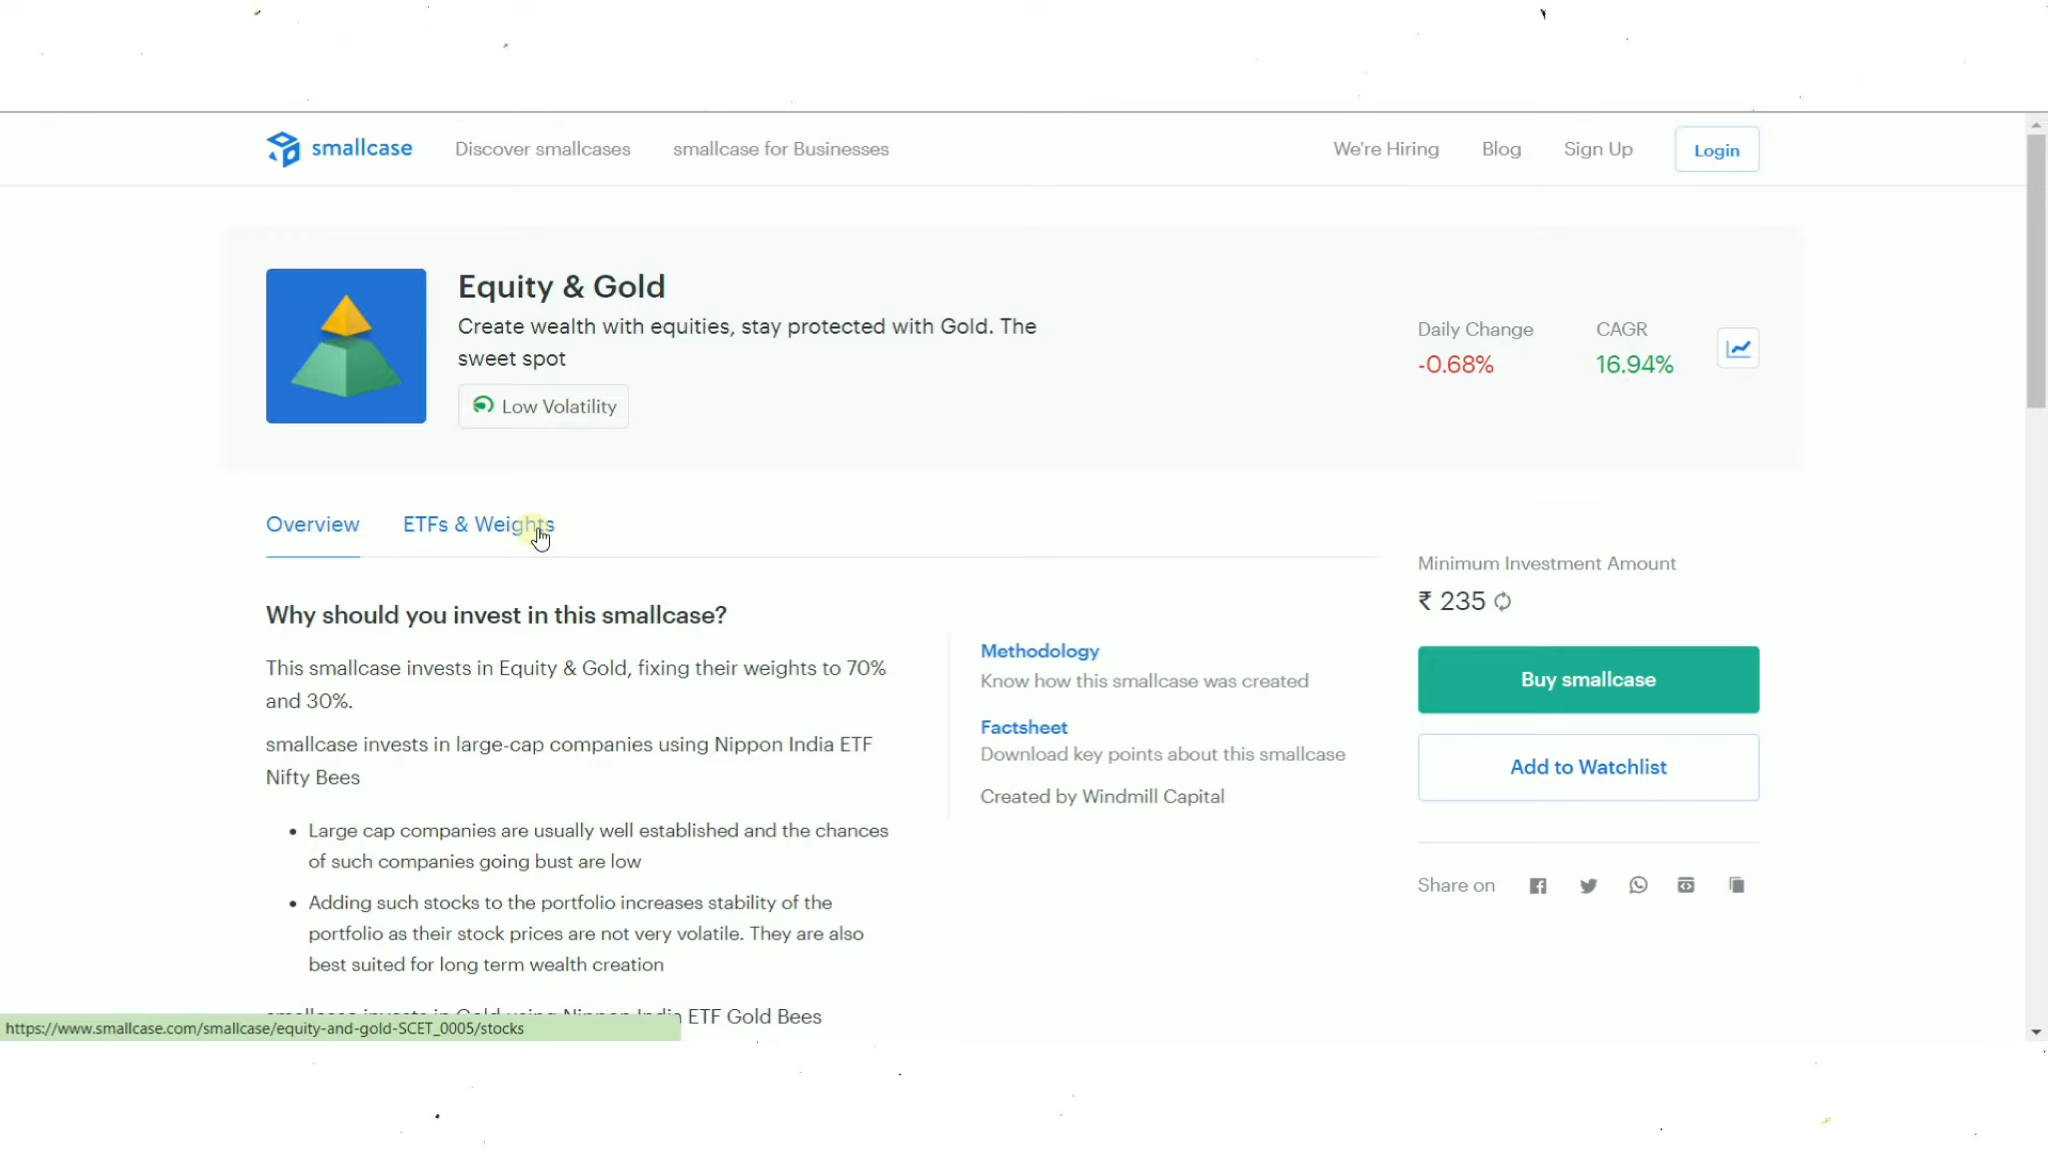 smallcase
Discover smallcases
smallcase for Businesses
We're Hiring
Blog
Sign Up
Login
Equity & Gold
Create wealth with equities, stay protected with Gold. The
sweet spot
Low Volatility
Daily Change
-0.68%
CAGR
16.94%
Overview
ETFs & Weights
Why should you invest in this smallcase?
This smallcase invests in Equity & Gold, fixing their weights to 70%
and 30%.
smallcase invests in large-cap companies using Nippon India ETF
Nifty Bees
• Large cap companies are usually well established and the chances
of such companies going bust are low
• Adding such stocks to the portfolio increases stability of the
portfolio as their stock prices are not very volatile. They are also
best suited for long term wealth creation
smallcase invests in Gold using Nippon India ETF Gold Bees
Methodology
Know how this smallcase was created
Factsheet
Download key points about this smallcase
Created by Windmill Capital
Minimum Investment Amount
₹ 235
Buy smallcase
Add to Watchlist
Share on
https://www.smallcase.com/smallcase/equity-and-gold-SCET_0005/stocks